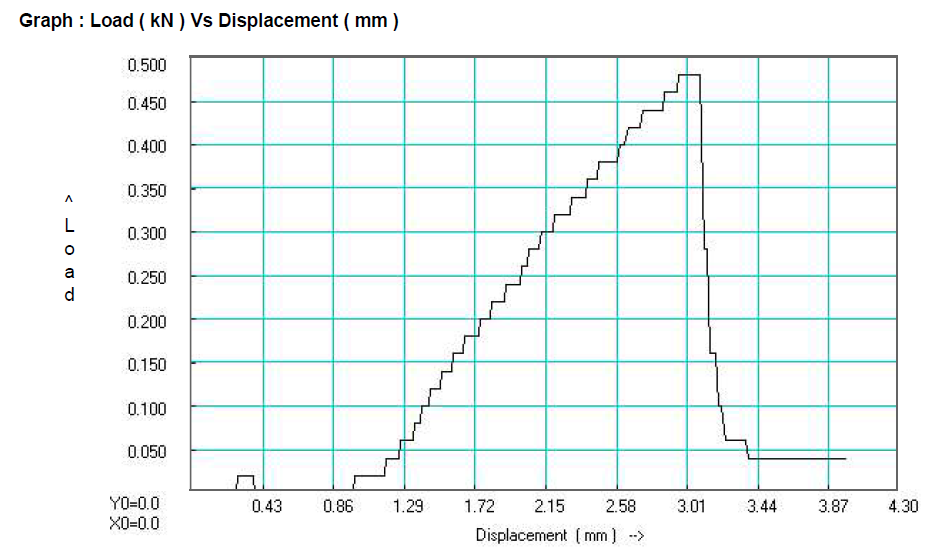 Graph : Load ( kN ) Vs Displacement ( mm )
0.500
0.450
0.400
0.350
0.300
0.250
0.200
0.150
0.100
0.050
^
L
o
a
d
Y0=0.0
X0=0.0
0.43 0.86 1.29 1.72 2.15 2.58 3.01 3.44 3.87 4.30
Displacement ( mm ) -->